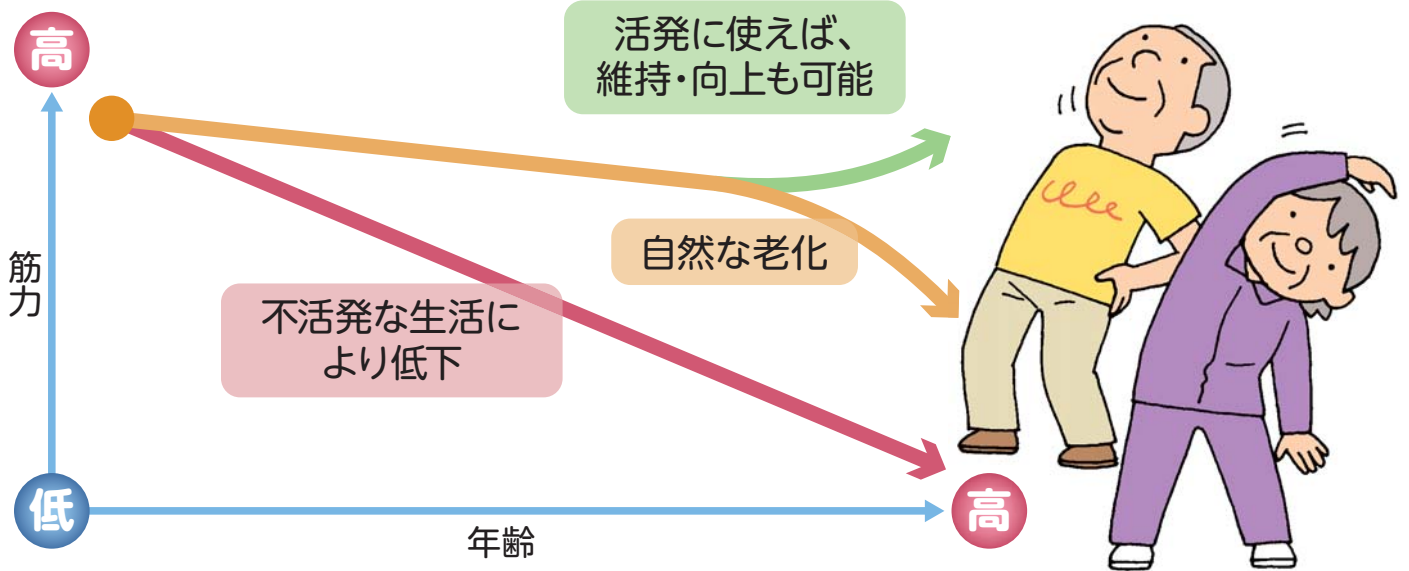 高
活発に使えば、
維持・向上も可能
自然な老化
筋力
不活発な生活に
より低下
低
高
年齢